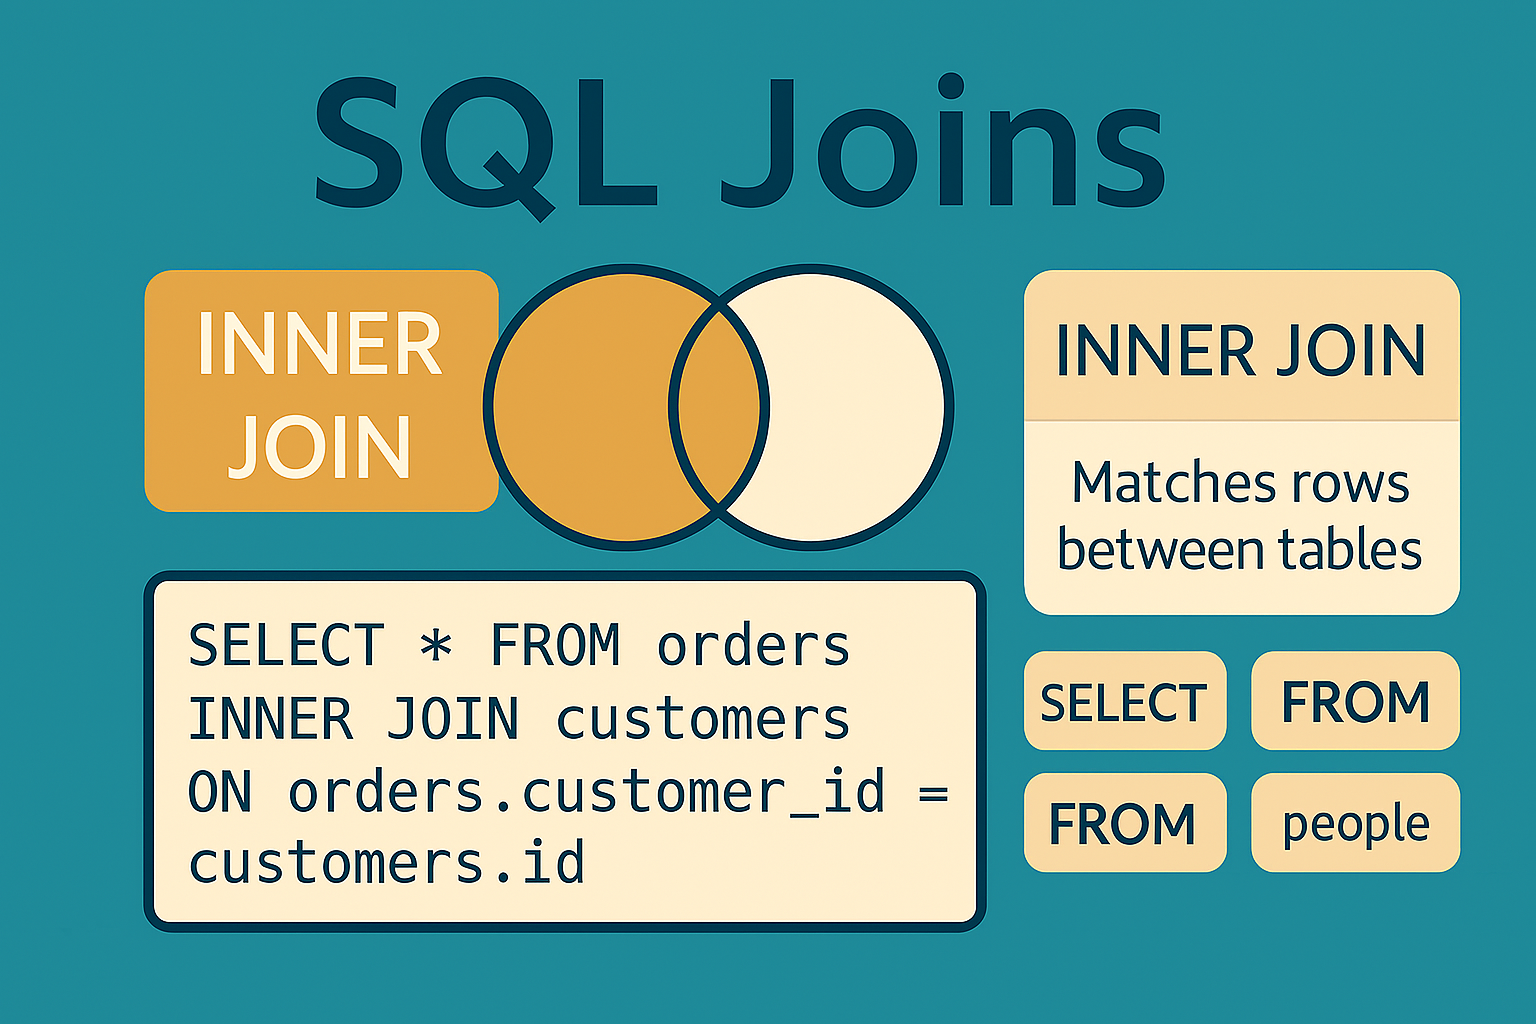 SQL Joins
INNER
JOIN
INNER JOIN
Matches rows
between tables
SELECT * FROM orders
INNER JOIN customers
ON orders.customer_id =
customers.id
SELECT
FROM
FROM
people